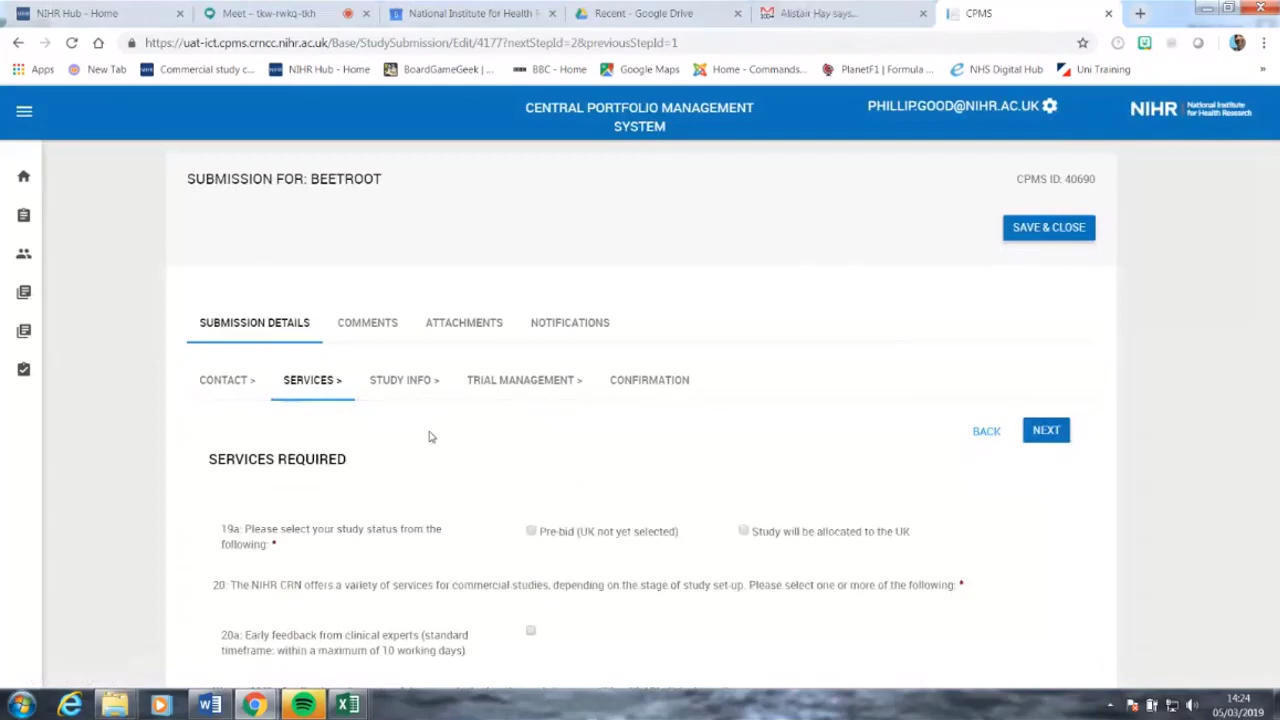 NIHR Hub - Home
Meet – tkw-rwkq-tkh
National Institute for Health F
Recent - Google Drive
Alistair Hay says...
CPMS
https://uat-ict.cpms.crncc.nihr.ac.uk/Base/StudySubmission/Edit/4177?nextStepId=2&previousStepId=1
Apps
New Tab
Commercial study c...
NIHR Hub - Home
BoardGameGeek | ...
BBC - Home
Google Maps
Home - Commands...
PlanetF1 | Formula ...
NHS Digital Hub
Uni Training
CENTRAL PORTFOLIO MANAGEMENT
SYSTEM
PHILLIP.GOOD@NIHR.AC.UK
NIHR | National Institute
for Health Research
SUBMISSION FOR: BEETROOT
CPMS ID: 40690
SAVE & CLOSE
SUBMISSION DETAILS
COMMENTS
ATTACHMENTS
NOTIFICATIONS
CONTACT >
SERVICES >
STUDY INFO >
TRIAL MANAGEMENT >
CONFIRMATION
BACK
NEXT
SERVICES REQUIRED
19a: Please select your study status from the
following: *
Pre-bid (UK not yet selected)
Study will be allocated to the UK
20: The NIHR CRN offers a variety of services for commercial studies, depending on the stage of study set-up. Please select one or more of the following: *
20a: Early feedback from clinical experts (standard
timeframe: within a maximum of 10 working days)
14:24
05/03/2019